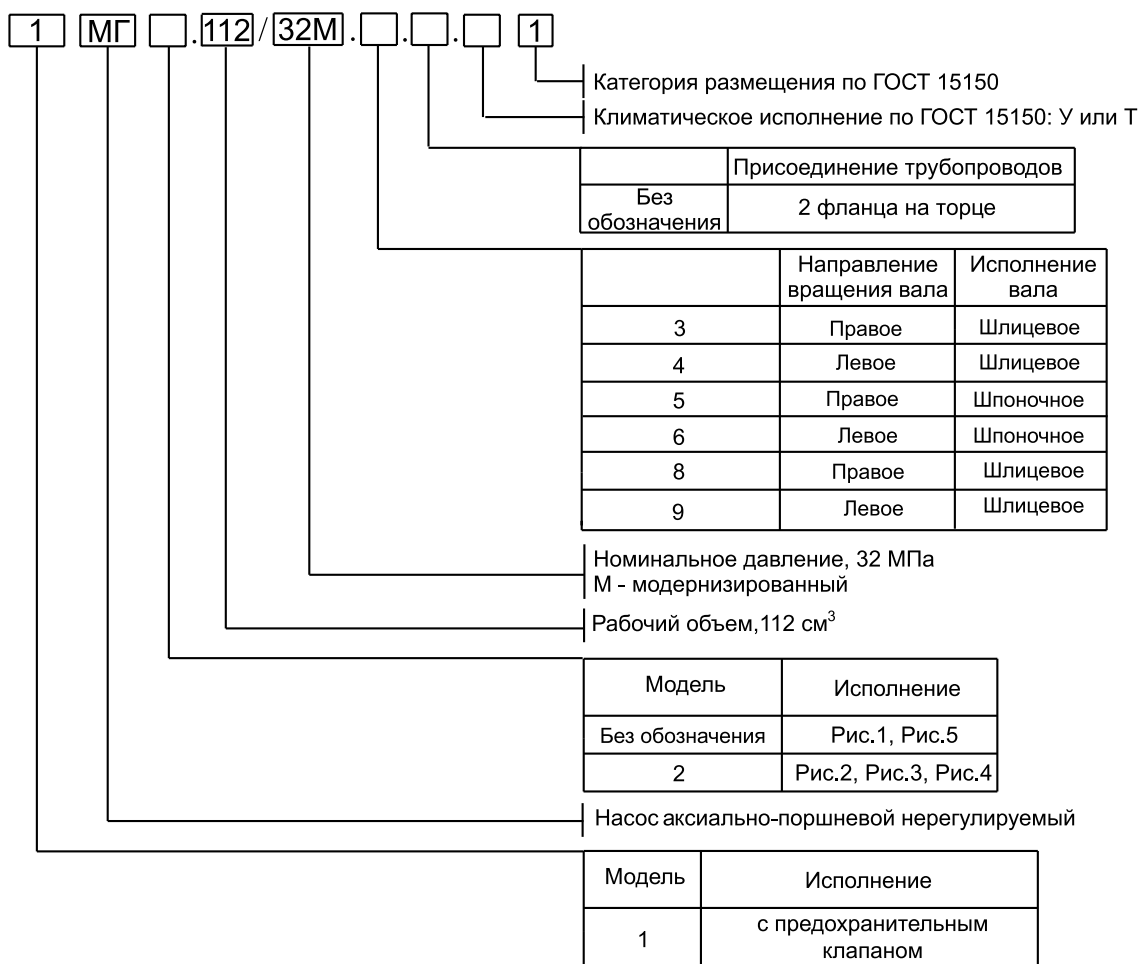 1 МГ .112/32М . . . 1
Категория размещения по ГОСТ 15150
Климатическое исполнение по ГОСТ 15150: У или Т
Присоединение трубопроводов
Без обозначения 2 фланца на торце
Направление вращения вала Исполнение вала
3 Правое Шлицевое
4 Левое Шлицевое
5 Правое Шпоночное
6 Левое Шпоночное
8 Правое Шлицевое
9 Левое Шлицевое
Номинальное давление, 32 МПа
М - модернизированный
Рабочий объем,112 см³
Модель Исполнение
Без обозначения Рис.1, Рис.5
2 Рис.2, Рис.3, Рис.4
Насос аксиально-поршневой нерегулируемый
Модель Исполнение
1 с предохранительным клапаном